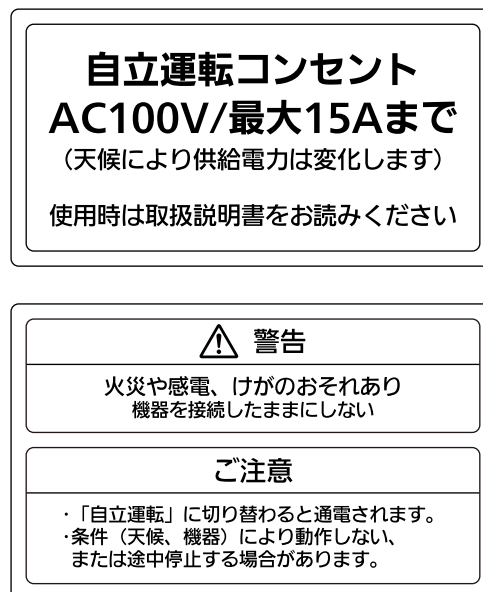 自立運転コンセント
AC100V/最大15Aまで
（天候により供給電力は変化します）
使用時は取扱説明書をお読みください
警告
火災や感電、けがのおそれあり
機器を接続したままにしない
ご注意
・「自立運転」に切り替わると通電されます。
・条件（天候、機器）により動作しない、
または途中停止する場合があります。